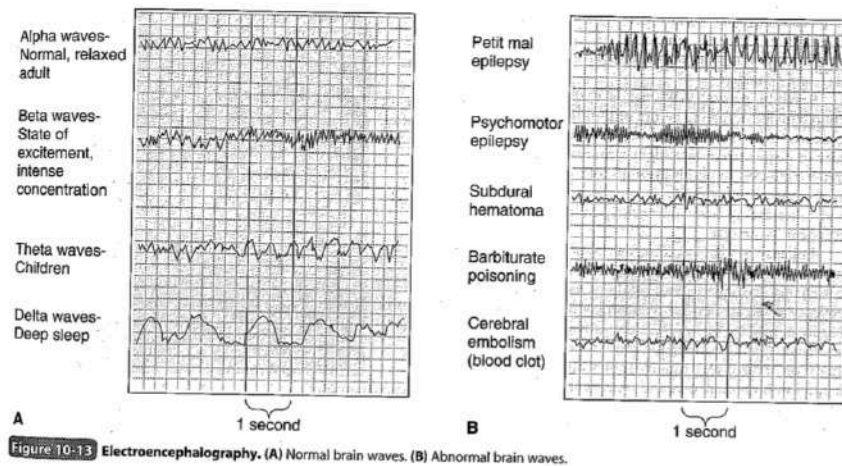 Alpha waves-
Normal, relaxed
adult
Beta waves-
State of
excitement,
intense
concentration
Theta waves-
Children
Delta waves-
Deep sleep
A
1 second
Petit mal
epilepsy
Psychomotor
epilepsy
Subdural
hematoma
Barbiturate
poisoning
Cerebral
embolism
(blood clot)
B
1 second
Figure 10-13 Electroencephalography. (A) Normal brain waves. (B) Abnormal brain waves.